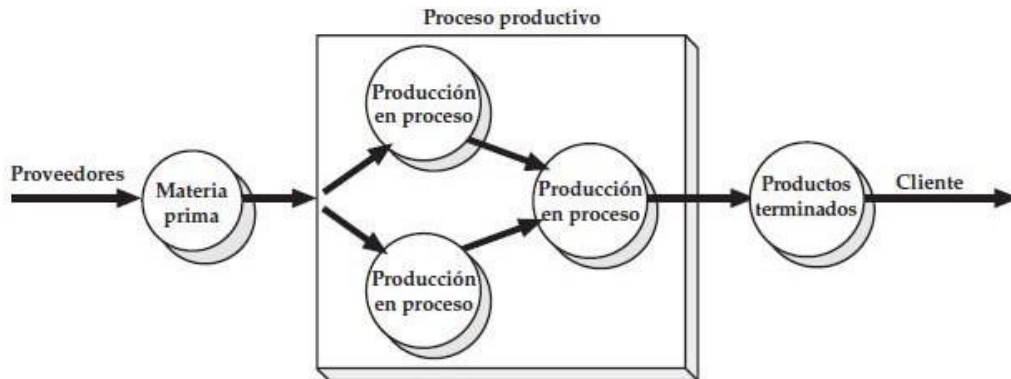 Proceso productivo
Proveedores
Materia
prima
Producción
en proceso
Producción
en proceso
Producción
en proceso
Productos
terminados
Cliente